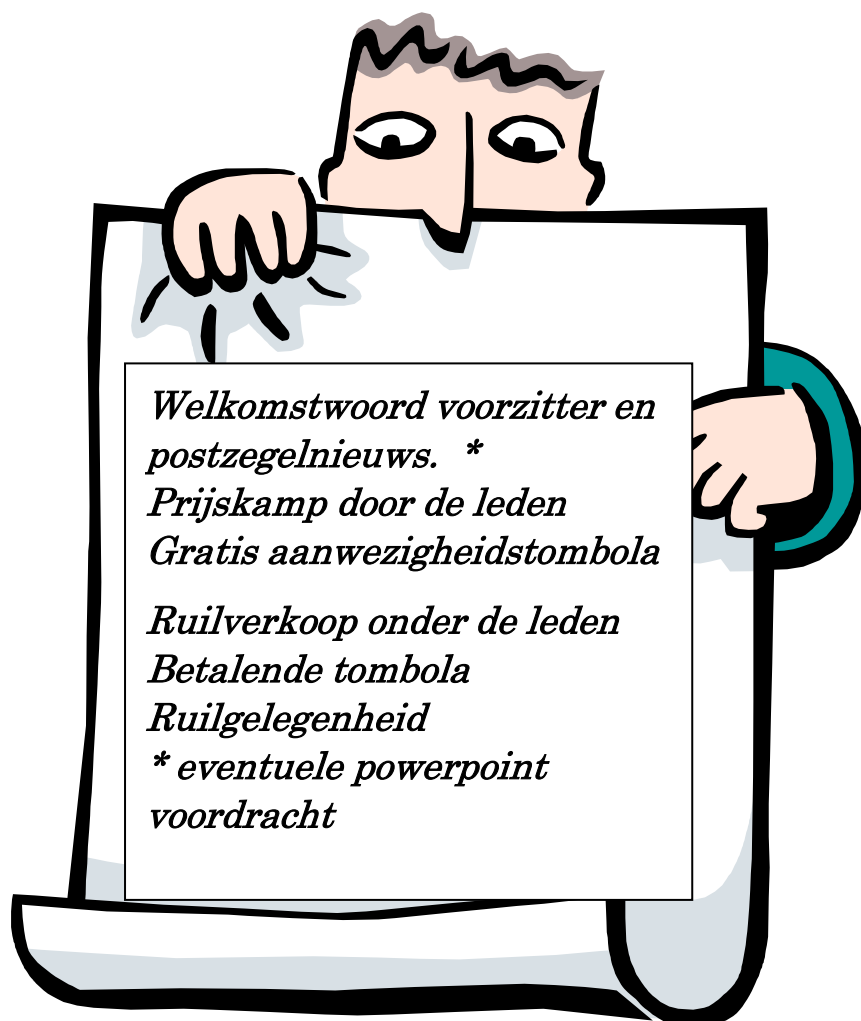 Welkomstwoord voorzitter en
postzegelnieuws. *
Prijskamp door de leden
Gratis aanwezigheidstombola
Ruilverkoop onder de leden
Betalende tombola
Ruilgelegenheid
* eventuele powerpoint
voordracht